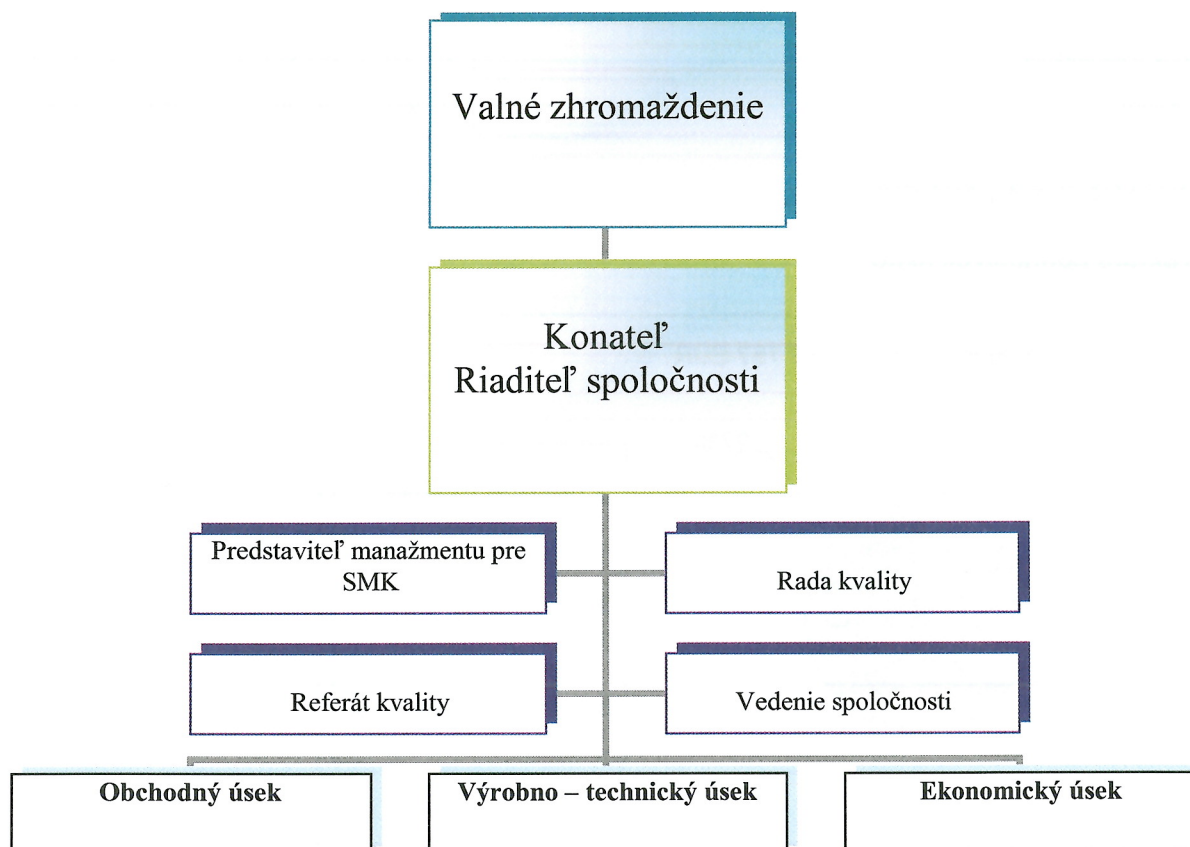 Valné zhromaždenie
Konateľ
Riaditeľ spoločnosti
Predstaviteľ manažmentu pre
SMK
Rada kvality
Referát kvality
Vedenie spoločnosti
Obchodný úsek
Výrobno – technický úsek
Ekonomický úsek